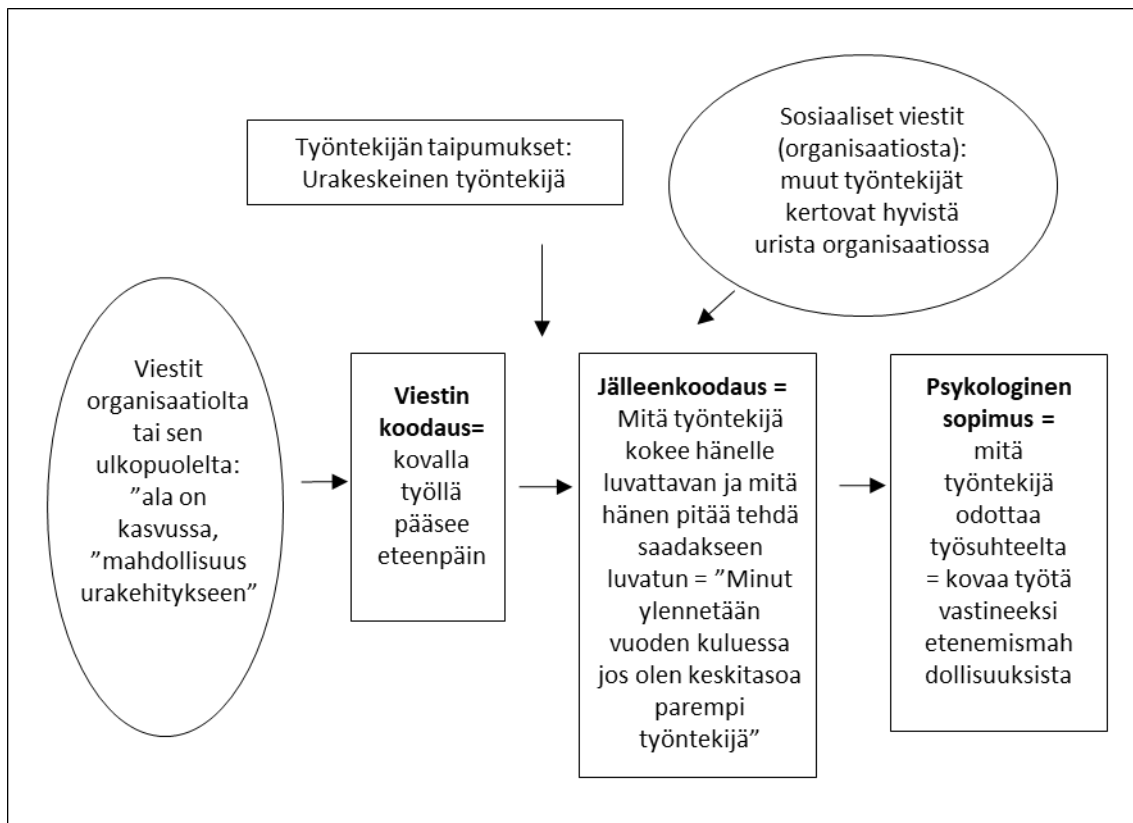 Työntekijän taipumukset:
Urakeskeinen työntekijä
Sosiaaliset viestit
(organisaatiosta):
muut työntekijät
kertovat hyvistä
urista organisaatiossa
Viestit
organisaatiolta
tai sen
ulkopuolelta:
”ala on
kasvussa,
”mahdollisuus
urakehitykseen”
Viestin
koodaus=
kovalla
työllä
pääsee
eteenpäin
Jälleenkoodaus =
Mitä työntekijä
kokee hänelle
luvattavan ja mitä
hänen pitää tehdä
saadakseen
luvatun = ”Minut
ylennetään
vuoden kuluessa
jos olen keskitasoa
parempi
työntekijä”
Psykologinen
sopimus =
mitä
työntekijä
odottaa
työsuhteelta
= kovaa työtä
vastineeksi
etenemismah
dollisuuksista